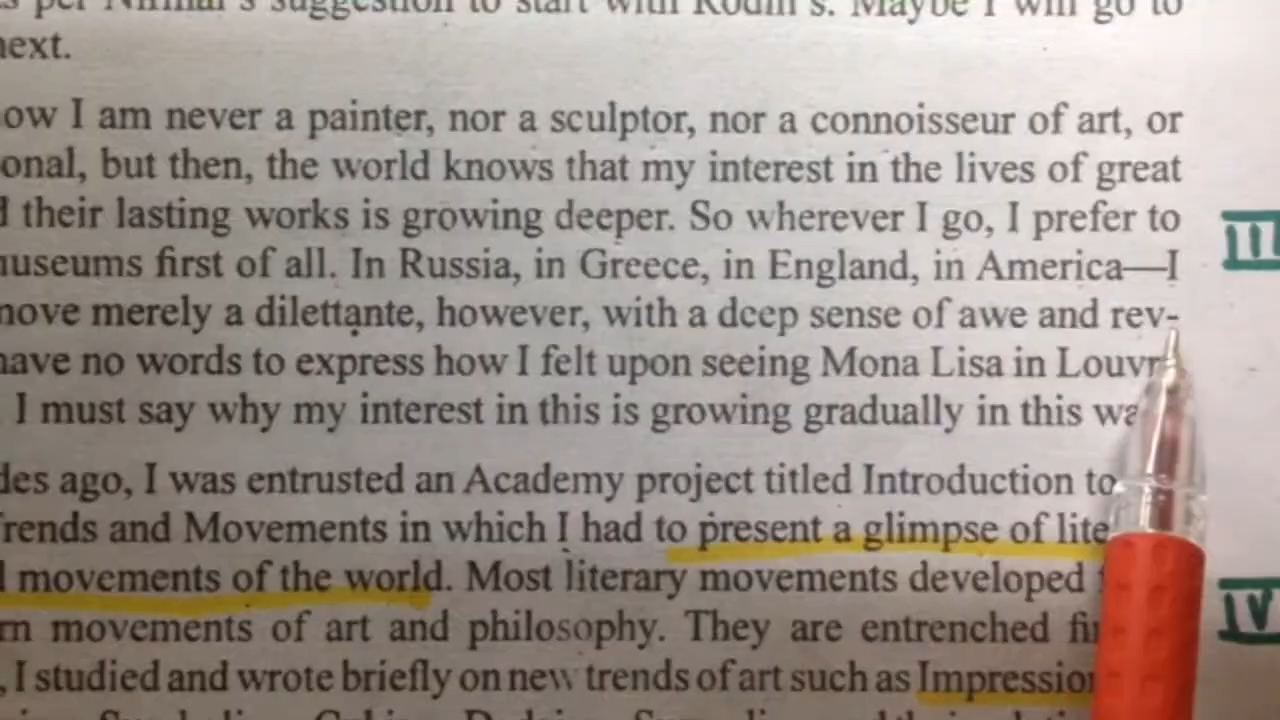 per Nirmal's suggestion to start with Rodin's. Maybe I will go to
next.
ow I am never a painter, nor a sculptor, nor a connoisseur of art, or
onal, but then, the world knows that my interest in the lives of great
d their lasting works is growing deeper. So wherever I go, I prefer to
museums first of all. In Russia, in Greece, in England, in America—I
move merely a dilettante, however, with a deep sense of awe and rev-
have no words to express how I felt upon seeing Mona Lisa in Louvr
I must say why my interest in this is growing gradually in this wa
III
des ago, I was entrusted an Academy project titled Introduction to
Trends and Movements in which I had to present a glimpse of lite
l movements of the world. Most literary movements developed
rn movements of art and philosophy. They are entrenched fi
, I studied and wrote briefly on new trends of art such as Impression
IV